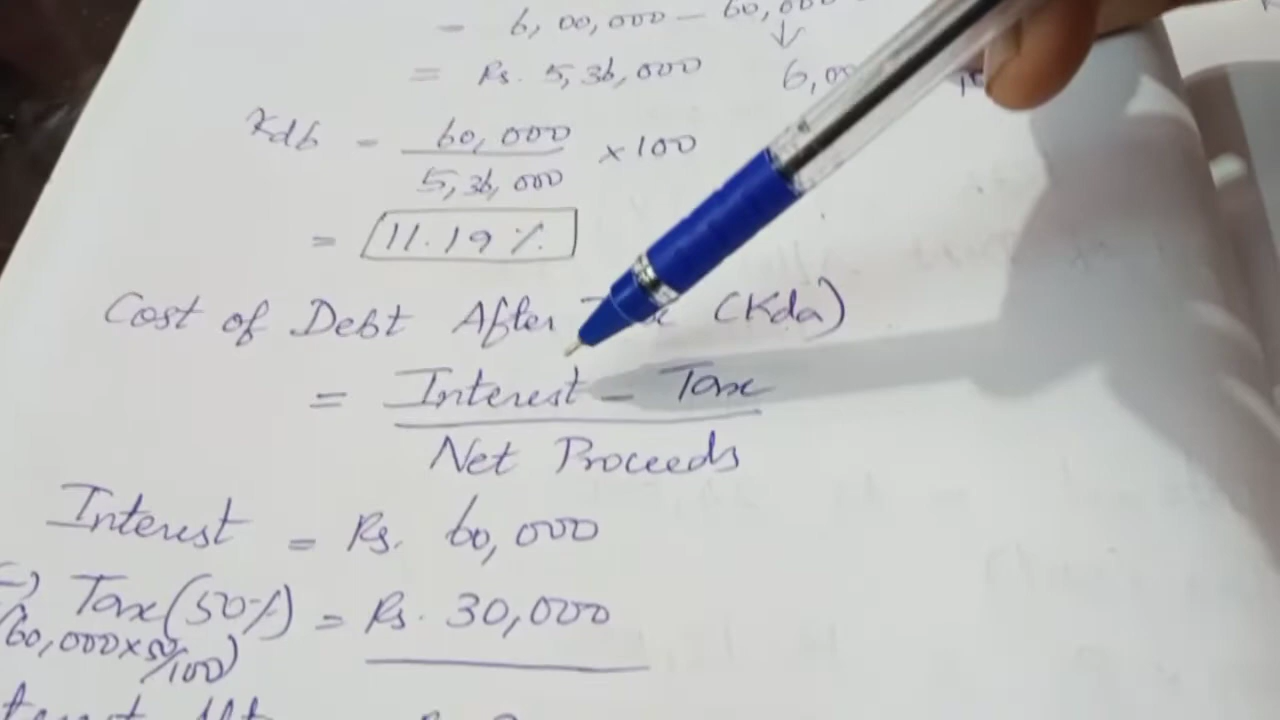 = 6,00,000 - 60,000
= Rs. 5,36,000 6,00
Kdb = 60,000 / 5,36,000 × 100
= 11.19%
Cost of Debt After (Kda)
= Interest - Tax
Net Proceeds
Interest = Rs. 60,000
(-) Tax (50%) = Rs. 30,000
(60,000×50/100)